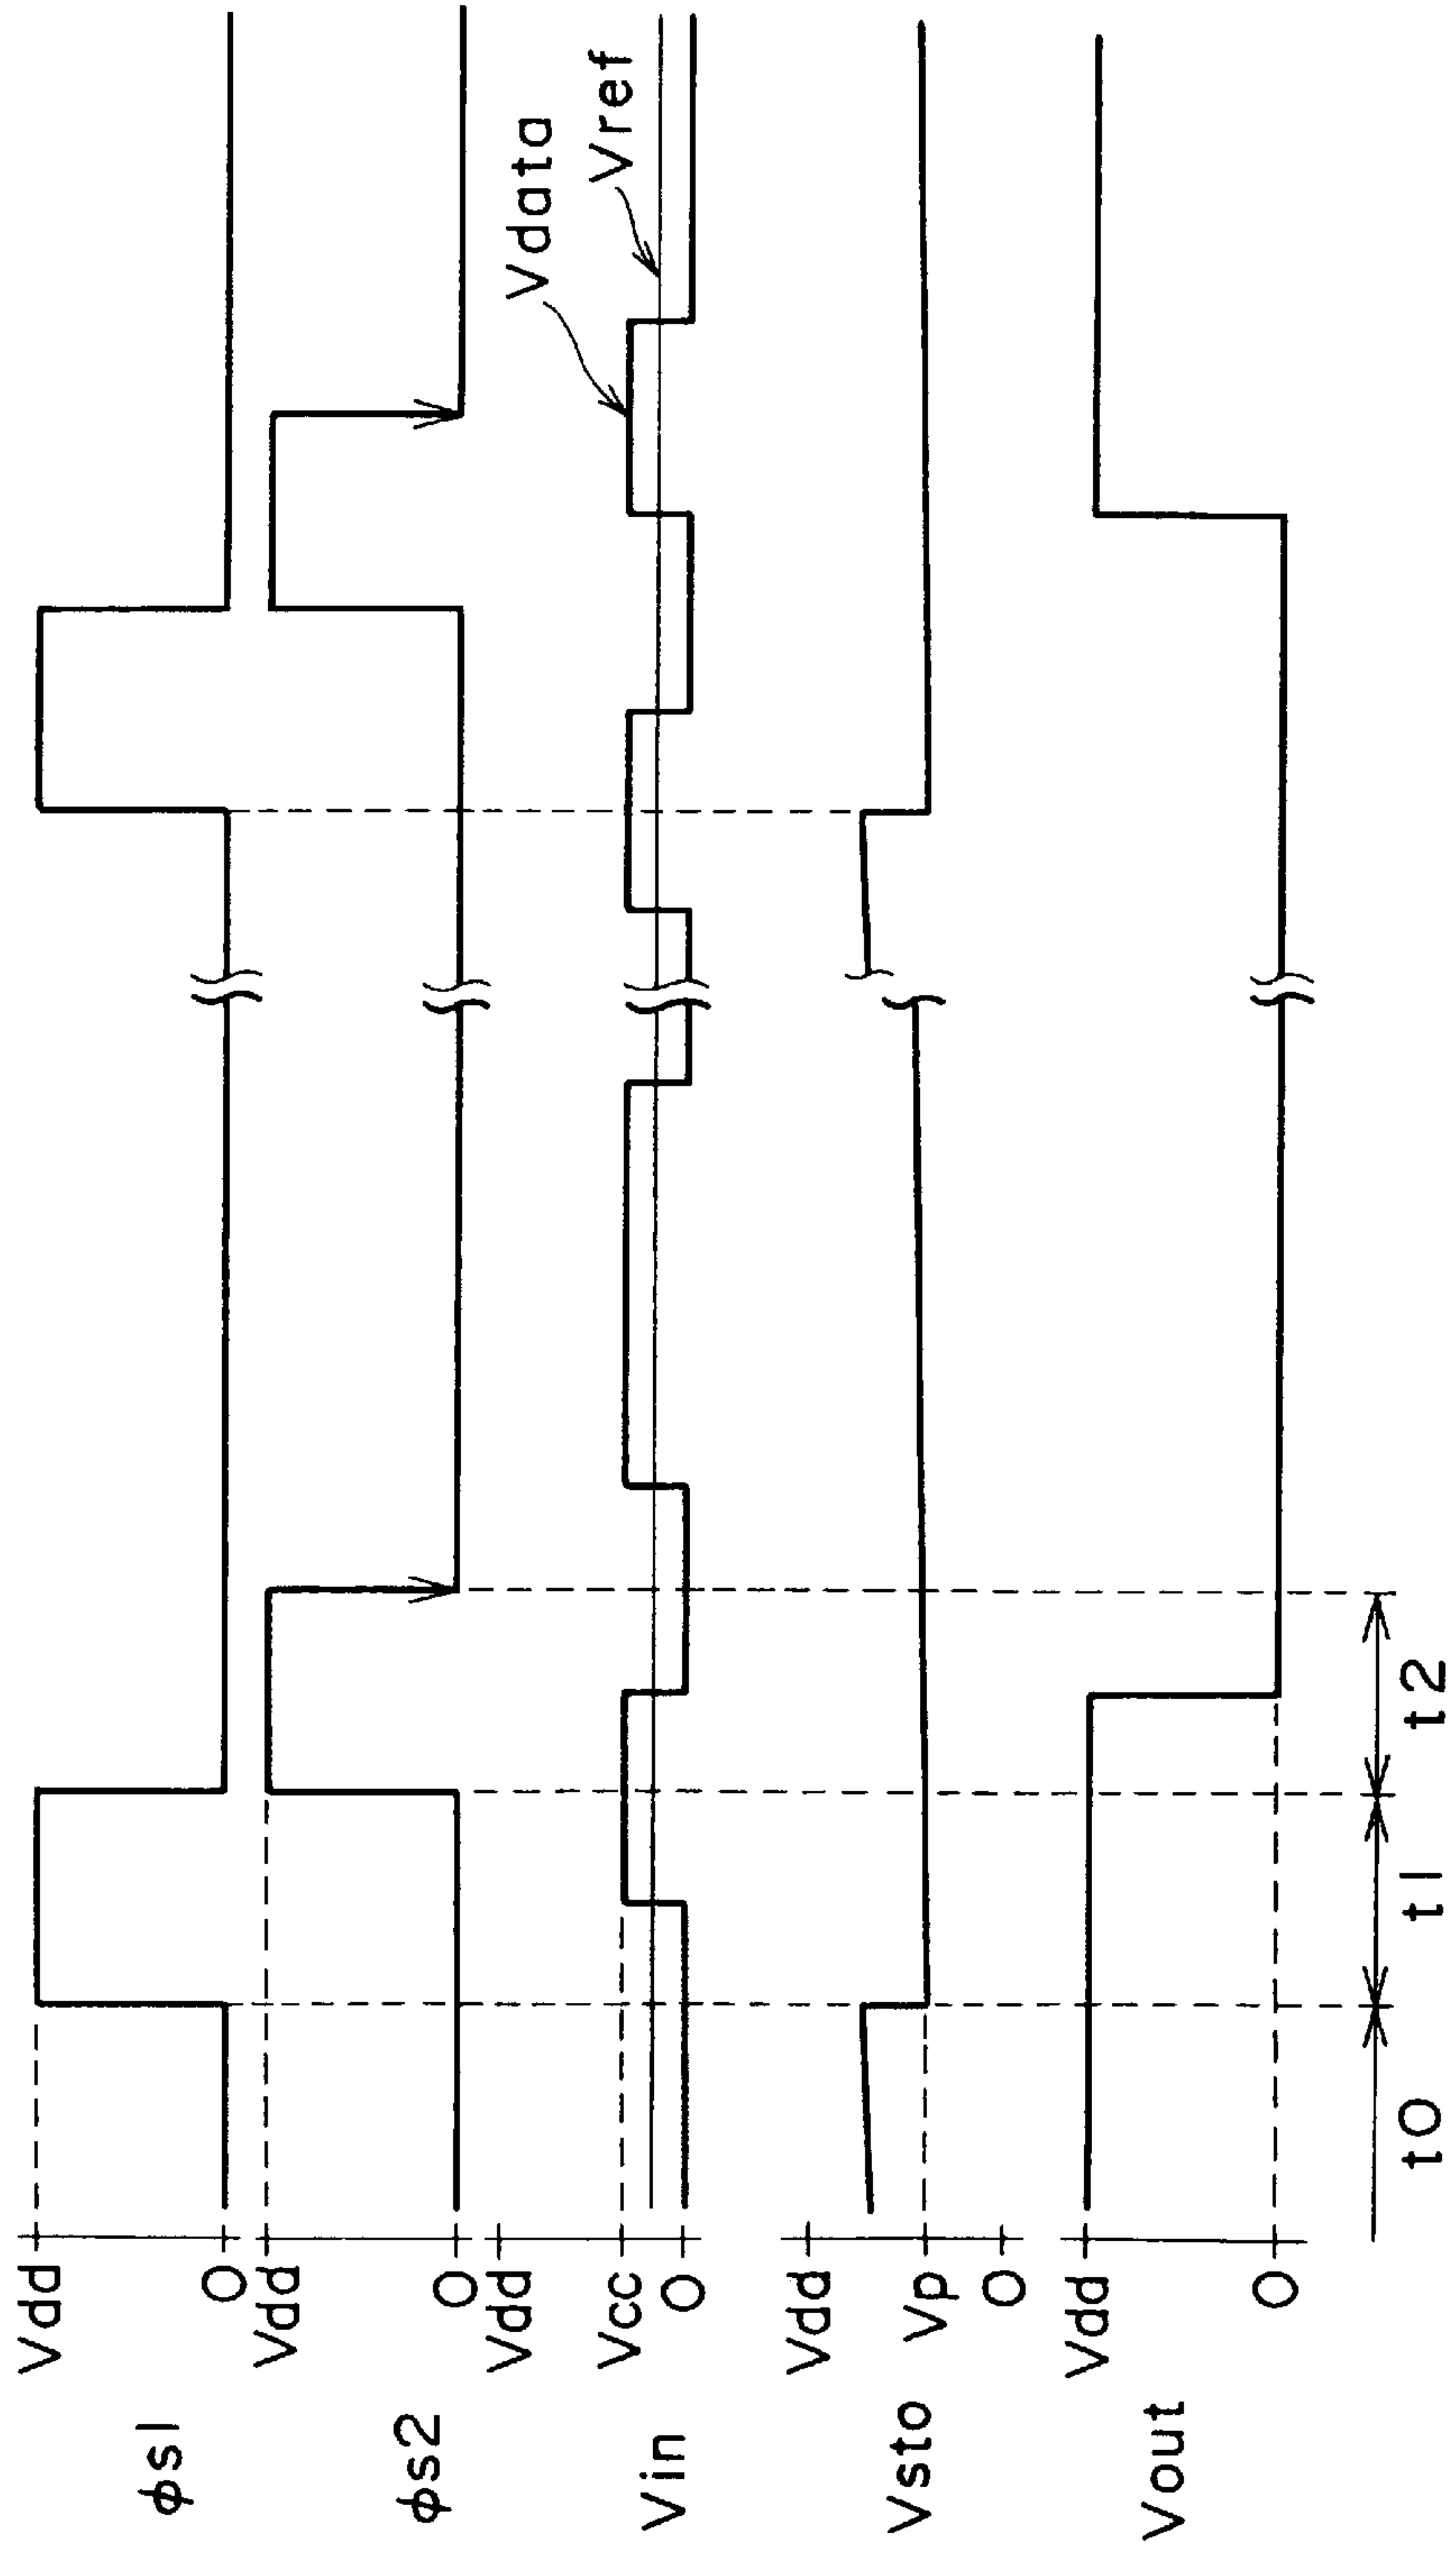 φs1
Vdd
0
φs2
Vdd
0
Vin
Vdd
Vcc
0
Vdata
Vref
Vsto
Vdd
Vp
0
Vout
Vdd
0
t0
t1
t2